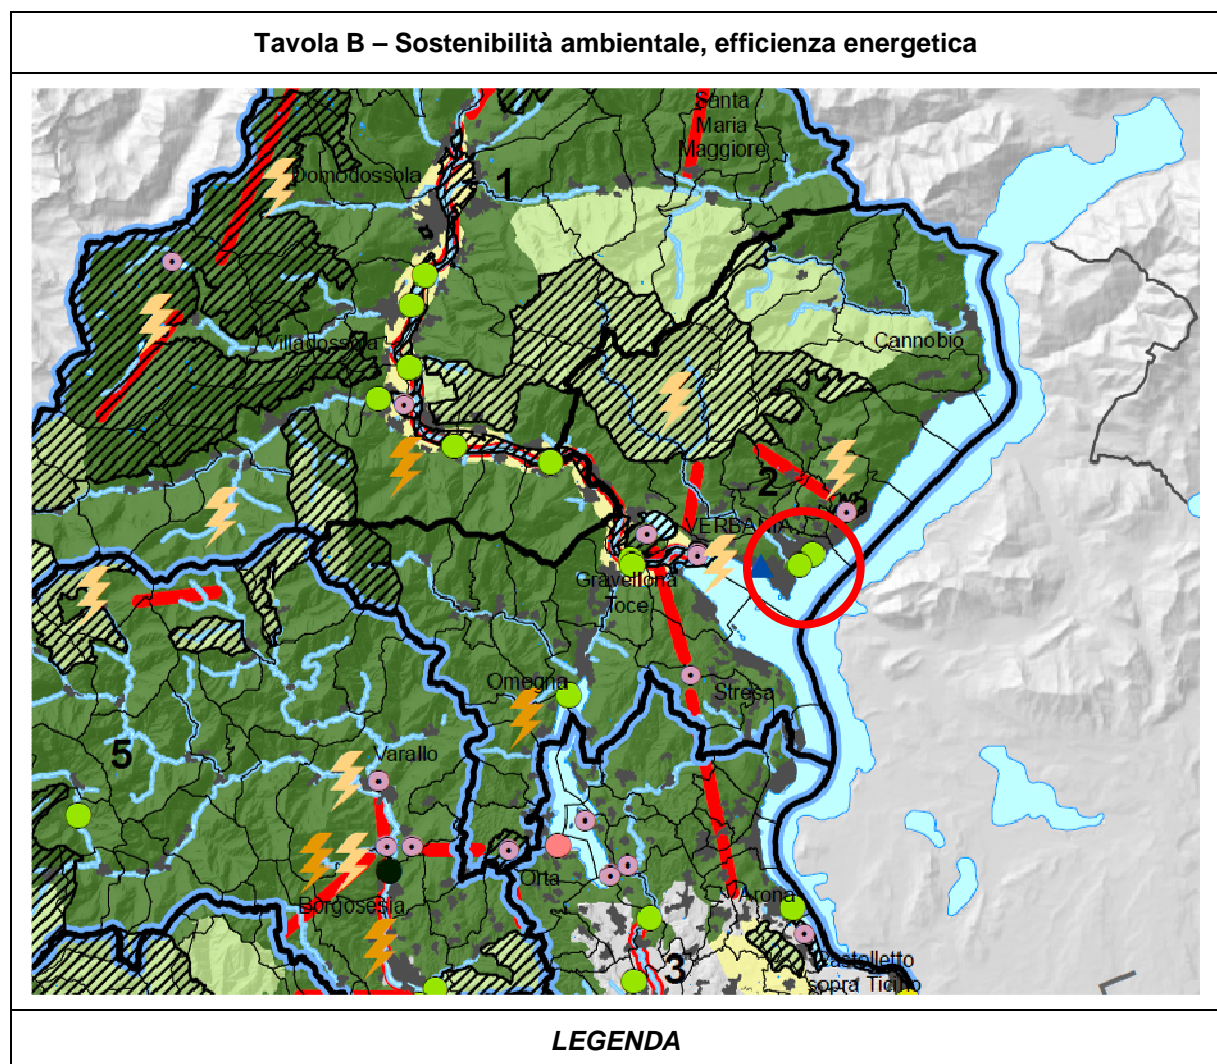 Tavola B – Sostenibilità ambientale, efficienza energetica
Santa
Maria
Maggiore
Domodossola
1
Villadossola
Cannobio
2
VERBANIA
Gravellona
Toce
Omegna
Stresa
5
Varallo
Orta
Borgosesia
Arona
3
Castelletto
sopra Ticino
LEGENDA